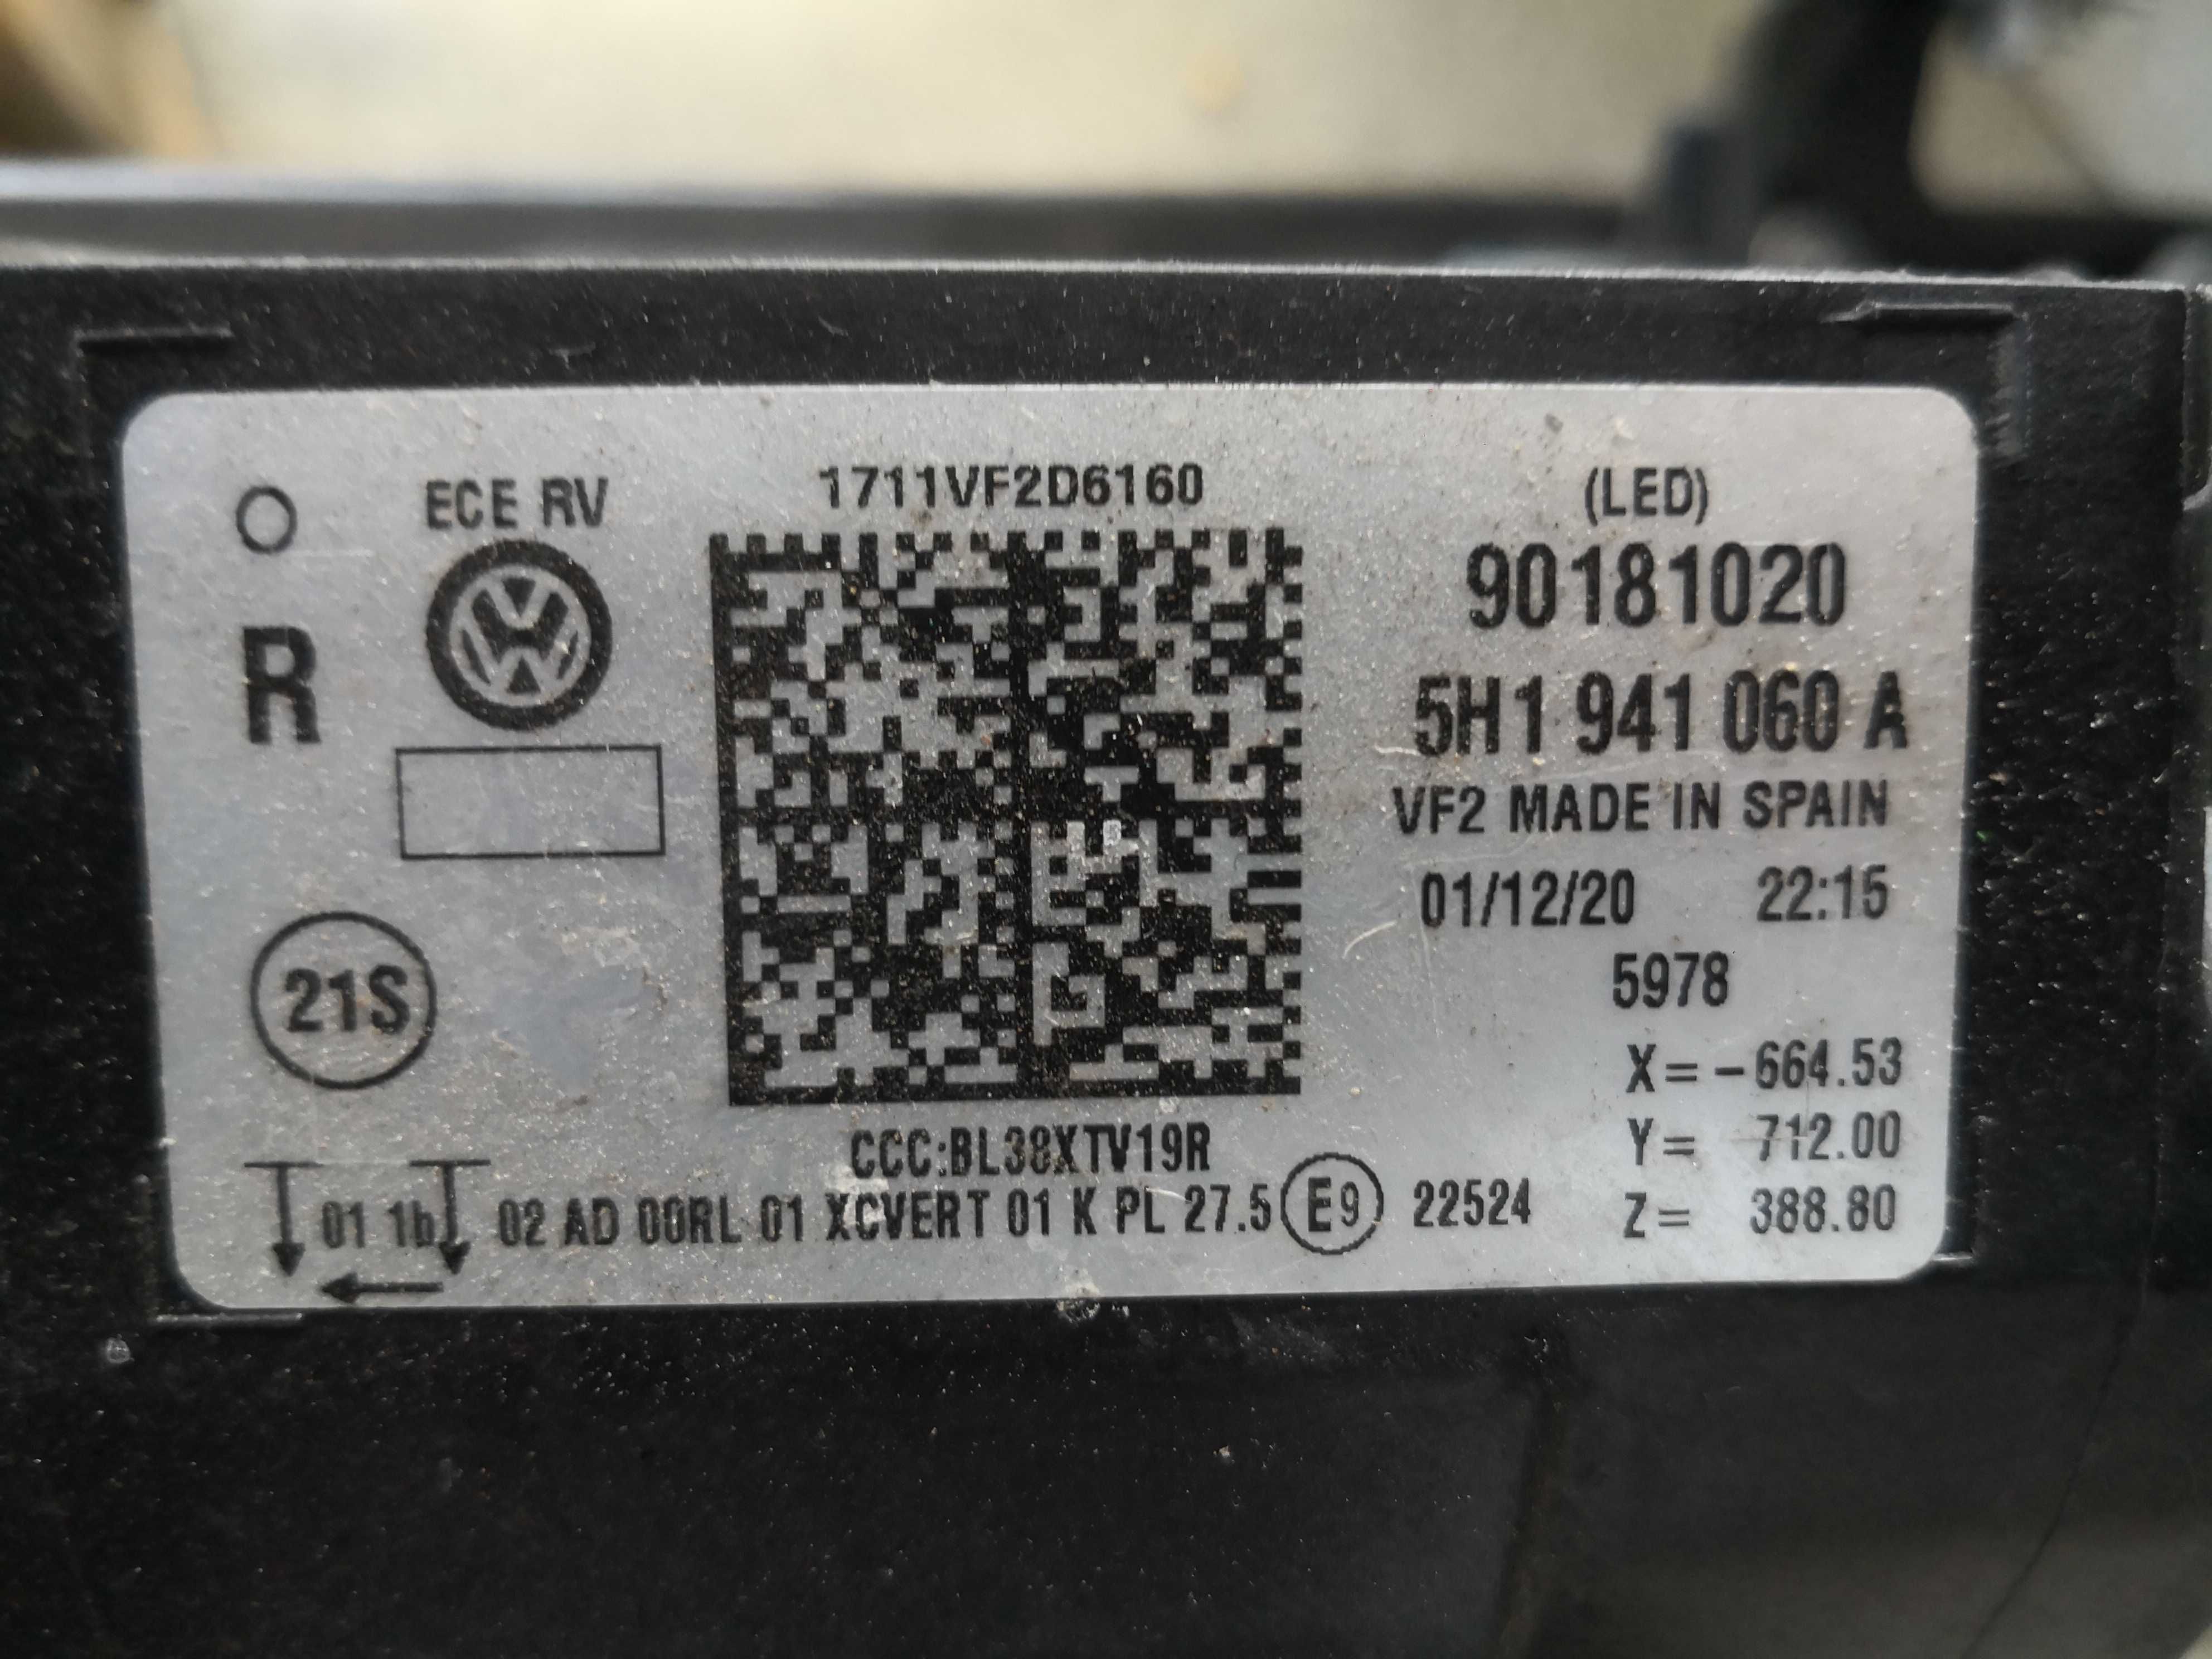 ECE RV
R
21S
1711VF2D6160
(LED)
90181020
5H1 941 060 A
VF2 MADE IN SPAIN
01/12/20 22:15
5978
X= -664.53
Y= 712.00
Z= 388.80
CCC:BL38XTV19R
01 1b 02 AD 00RL 01 XCVERT 01 K PL 27.5 E9 22524